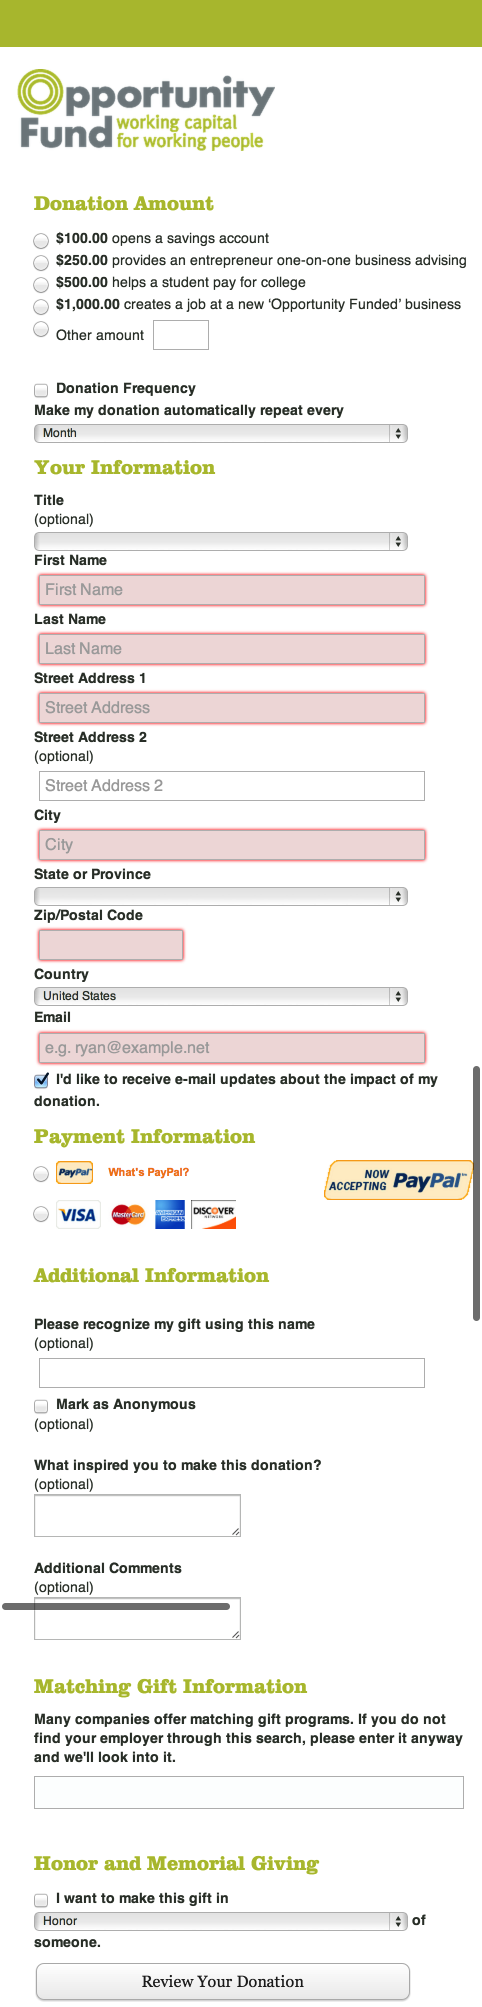 Opportunity
Fund working capital
for working people
Donation Amount
$100.00 opens a savings account
$250.00 provides an entrepreneur one-on-one business advising
$500.00 helps a student pay for college
$1,000.00 creates a job at a new ‘Opportunity Funded’ business
Other amount
Donation Frequency
Make my donation automatically repeat every
Month
Your Information
Title
(optional)
First Name
First Name
Last Name
Last Name
Street Address 1
Street Address
Street Address 2
(optional)
Street Address 2
City
City
State or Province
Zip/Postal Code
Country
United States
Email
e.g. ryan@example.net
I'd like to receive e-mail updates about the impact of my
donation.
Payment Information
PayPal What's PayPal?
NOW
ACCEPTING PayPal
VISA MasterCard AMERICAN EXPRESS DISCOVER NETWORK
Additional Information
Please recognize my gift using this name
(optional)
Mark as Anonymous
(optional)
What inspired you to make this donation?
(optional)
Additional Comments
(optional)
Matching Gift Information
Many companies offer matching gift programs. If you do not
find your employer through this search, please enter it anyway
and we'll look into it.
Honor and Memorial Giving
I want to make this gift in
Honor of
someone.
Review Your Donation